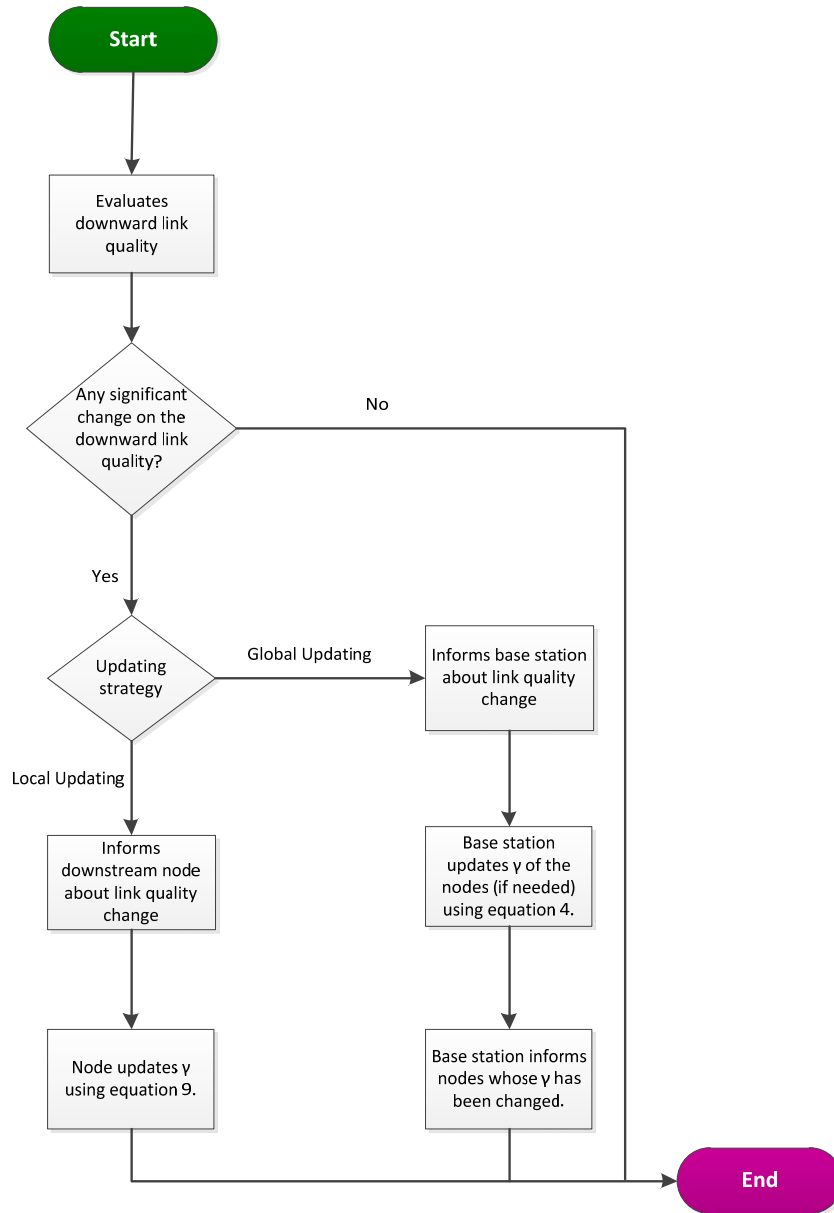 Start
Evaluates
downward link
quality
Any significant
change on the
downward link
quality?
No
Yes
Updating
strategy
Global Updating
Informs base station
about link quality
change
Local Updating
Informs
downstream node
about link quality
change
Base station
updates γ of the
nodes (if needed)
using equation 4.
Node updates γ
using equation 9.
Base station informs
nodes whose γ has
been changed.
End